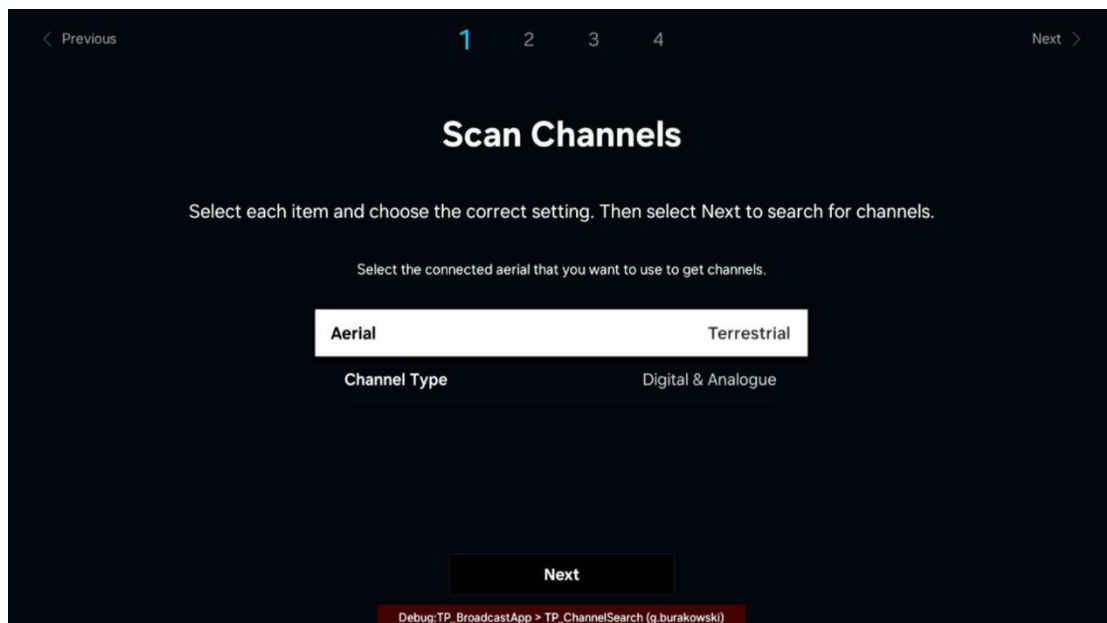 Previous
1 2 3 4
Next
Scan Channels
Select each item and choose the correct setting. Then select Next to search for channels.
Select the connected aerial that you want to use to get channels.
Aerial Terrestrial
Channel Type Digital & Analogue
Next
Debug:TP_BroadcastApp > TP_ChannelSearch (g.burakowski)